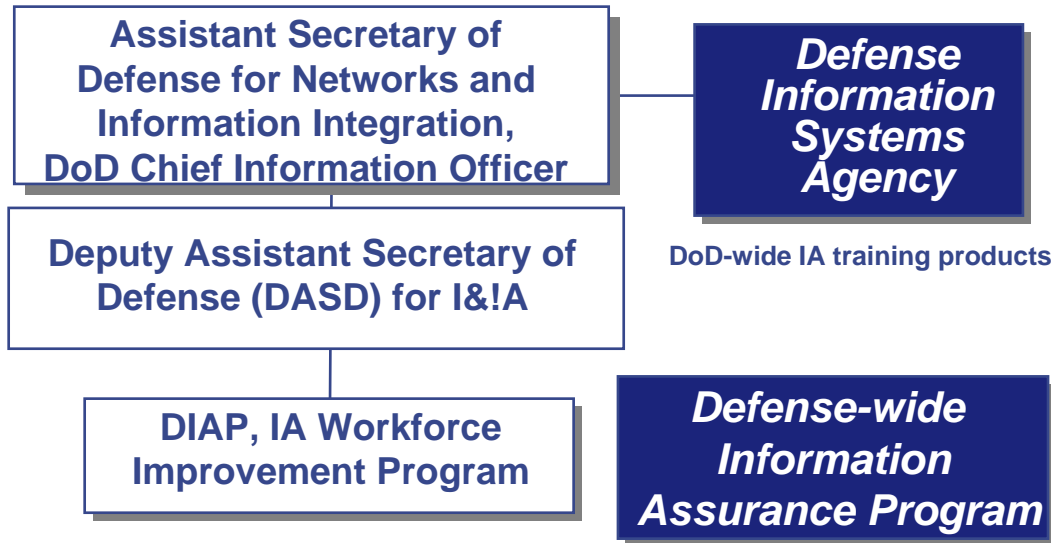 Assistant Secretary of
Defense for Networks and
Information Integration,
DoD Chief Information Officer
Defense
Information
Systems
Agency
DoD-wide IA training products
Deputy Assistant Secretary of
Defense (DASD) for I&!A
DIAP, IA Workforce
Improvement Program
Defense-wide
Information
Assurance Program